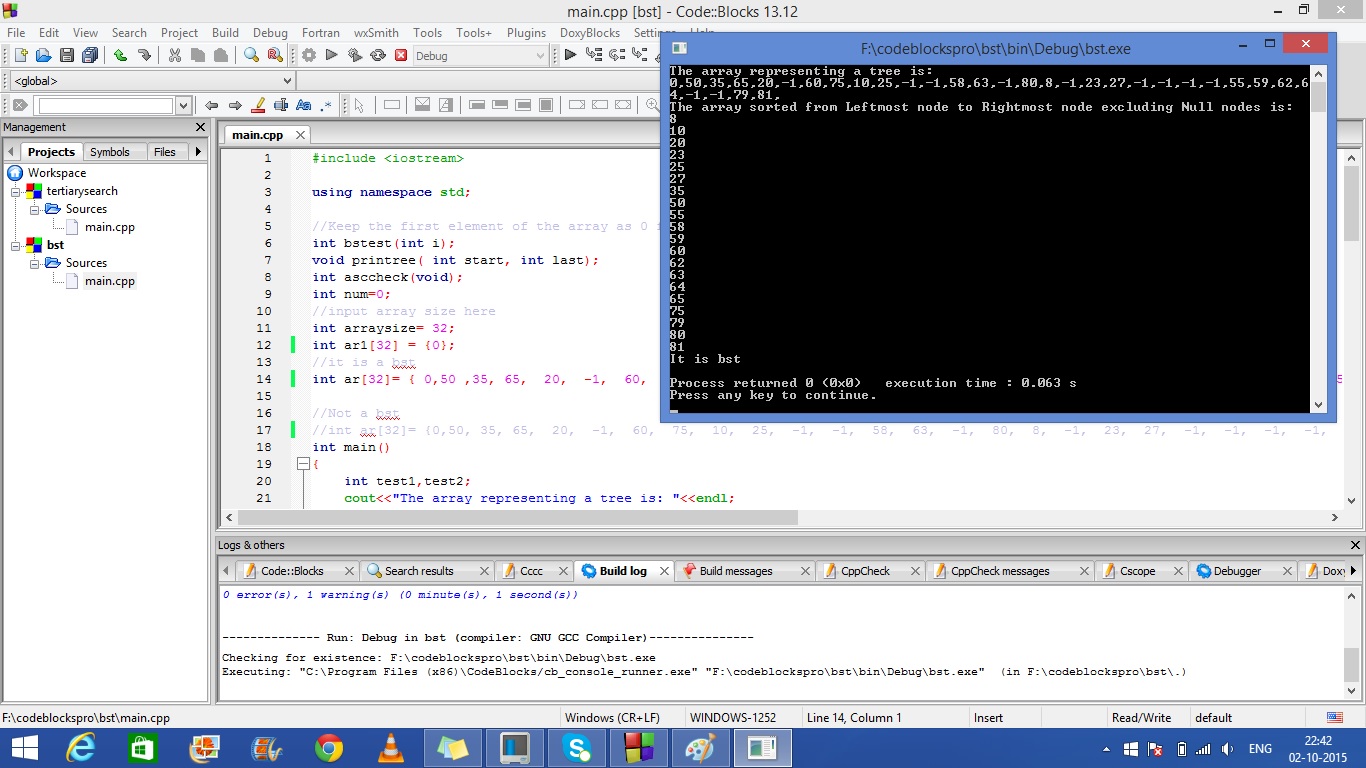 main.cpp [bst] - Code::Blocks 13.12
File Edit View Search Project Build Debug Fortran wxSmith Tools Tools+ Plugins DoxyBlocks Settings
Debug
<global>
Management
Projects Symbols Files
Workspace
tertiarysearch
Sources
main.cpp
bst
Sources
main.cpp
main.cpp
1 #include <iostream>
2
3 using namespace std;
4
5 //Keep the first element of the array as 0
6 int bstest(int i);
7 void printree( int start, int last);
8 int asccheck(void);
9 int num=0;
10 //input array size here
11 int arraysize= 32;
12 int ar1[32] = {0};
13 //it is a bst
14 int ar[32]= { 0,50 ,35, 65, 20, -1, 60,
15
16 //Not a bst
17 //int ar[32]= {0,50, 35, 65, 20, -1, 60, 75, 10, 25, -1, -1, 58, 63, -1, 80, 8, -1, 23, 27, -1, -1, -1, -1,
18 int main()
19 {
20 int test1,test2;
21 cout<<"The array representing a tree is: "<<endl;
F:\codeblockspro\bst\bin\Debug\bst.exe
The array representing a tree is:
0,50,35,65,20,-1,60,75,10,25,-1,-1,58,63,-1,80,8,-1,23,27,-1,-1,-1,-1,55,59,62,6
4,-1,-1,79,81,
The array sorted from Leftmost node to Rightmost node excluding Null nodes is:
8
10
20
23
25
27
35
50
55
58
59
60
62
63
64
65
75
79
80
81
It is bst
Process returned 0 (0x0) execution time : 0.063 s
Press any key to continue.
Logs & others
Code::Blocks Search results Cccc Build log Build messages CppCheck CppCheck messages Cscope Debugger Doxy
0 error(s), 1 warning(s) (0 minute(s), 1 second(s))
-------------- Run: Debug in bst (compiler: GNU GCC Compiler)---------------
Checking for existence: F:\codeblockspro\bst\bin\Debug\bst.exe
Executing: "C:\Program Files (x86)\CodeBlocks/cb_console_runner.exe" "F:\codeblockspro\bst\bin\Debug\bst.exe" (in F:\codeblockspro\bst\.)
F:\codeblockspro\bst\main.cpp Windows (CR+LF) WINDOWS-1252 Line 14, Column 1 Insert Read/Write default
ENG
22:42
02-10-2015